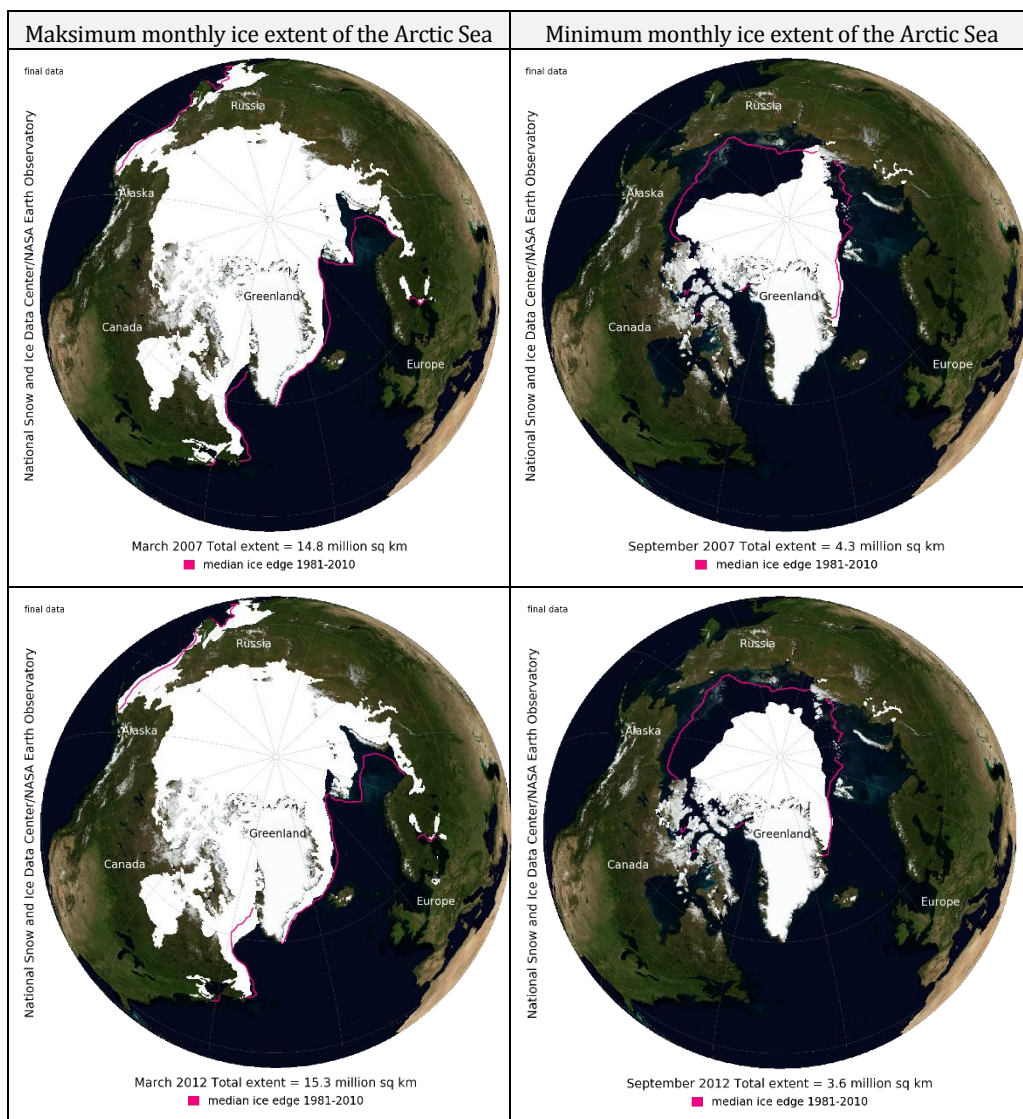 Maksimum monthly ice extent of the Arctic Sea
Minimum monthly ice extent of the Arctic Sea
final data
National Snow and Ice Data Center/NASA Earth Observatory
Russia
Alaska
Greenland
Canada
Europe
March 2007 Total extent = 14.8 million sq km
median ice edge 1981-2010
final data
National Snow and Ice Data Center/NASA Earth Observatory
Russia
Alaska
Greenland
Canada
Europe
September 2007 Total extent = 4.3 million sq km
median ice edge 1981-2010
final data
National Snow and Ice Data Center/NASA Earth Observatory
Russia
Alaska
Greenland
Canada
Europe
March 2012 Total extent = 15.3 million sq km
median ice edge 1981-2010
final data
National Snow and Ice Data Center/NASA Earth Observatory
Russia
Alaska
Greenland
Canada
Europe
September 2012 Total extent = 3.6 million sq km
median ice edge 1981-2010